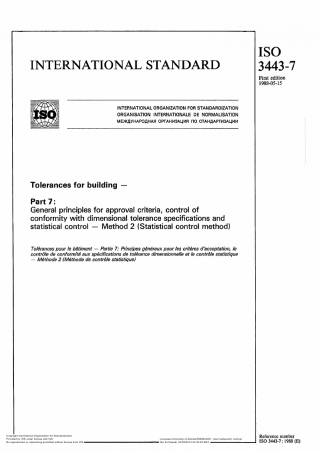 INTERNATIONAL STANDARD
ISO
3443-7
First edition
1988-05-15
ISO
INTERNATIONAL ORGANIZATION FOR STANDARDIZATION
ORGANISATION INTERNATIONALE DE NORMALISATION
МЕЖДУНАРОДНАЯ ОРГАНИЗАЦИЯ ПО СТАНДАРТИЗАЦИИ
Tolerances for building —
Part 7:
General principles for approval criteria, control of
conformity with dimensional tolerance specifications and
statistical control — Method 2 (Statistical control method)
Tolérances pour le bâtiment — Partie 7: Principes généraux pour les critères d'acceptation, le
contrôle de conformité aux spécifications de tolérance dimensionnelle et le contrôle statistique
— Méthode 2 (Méthode de contrôle statistique)
Reference number
ISO 3443-7 : 1988 (E)